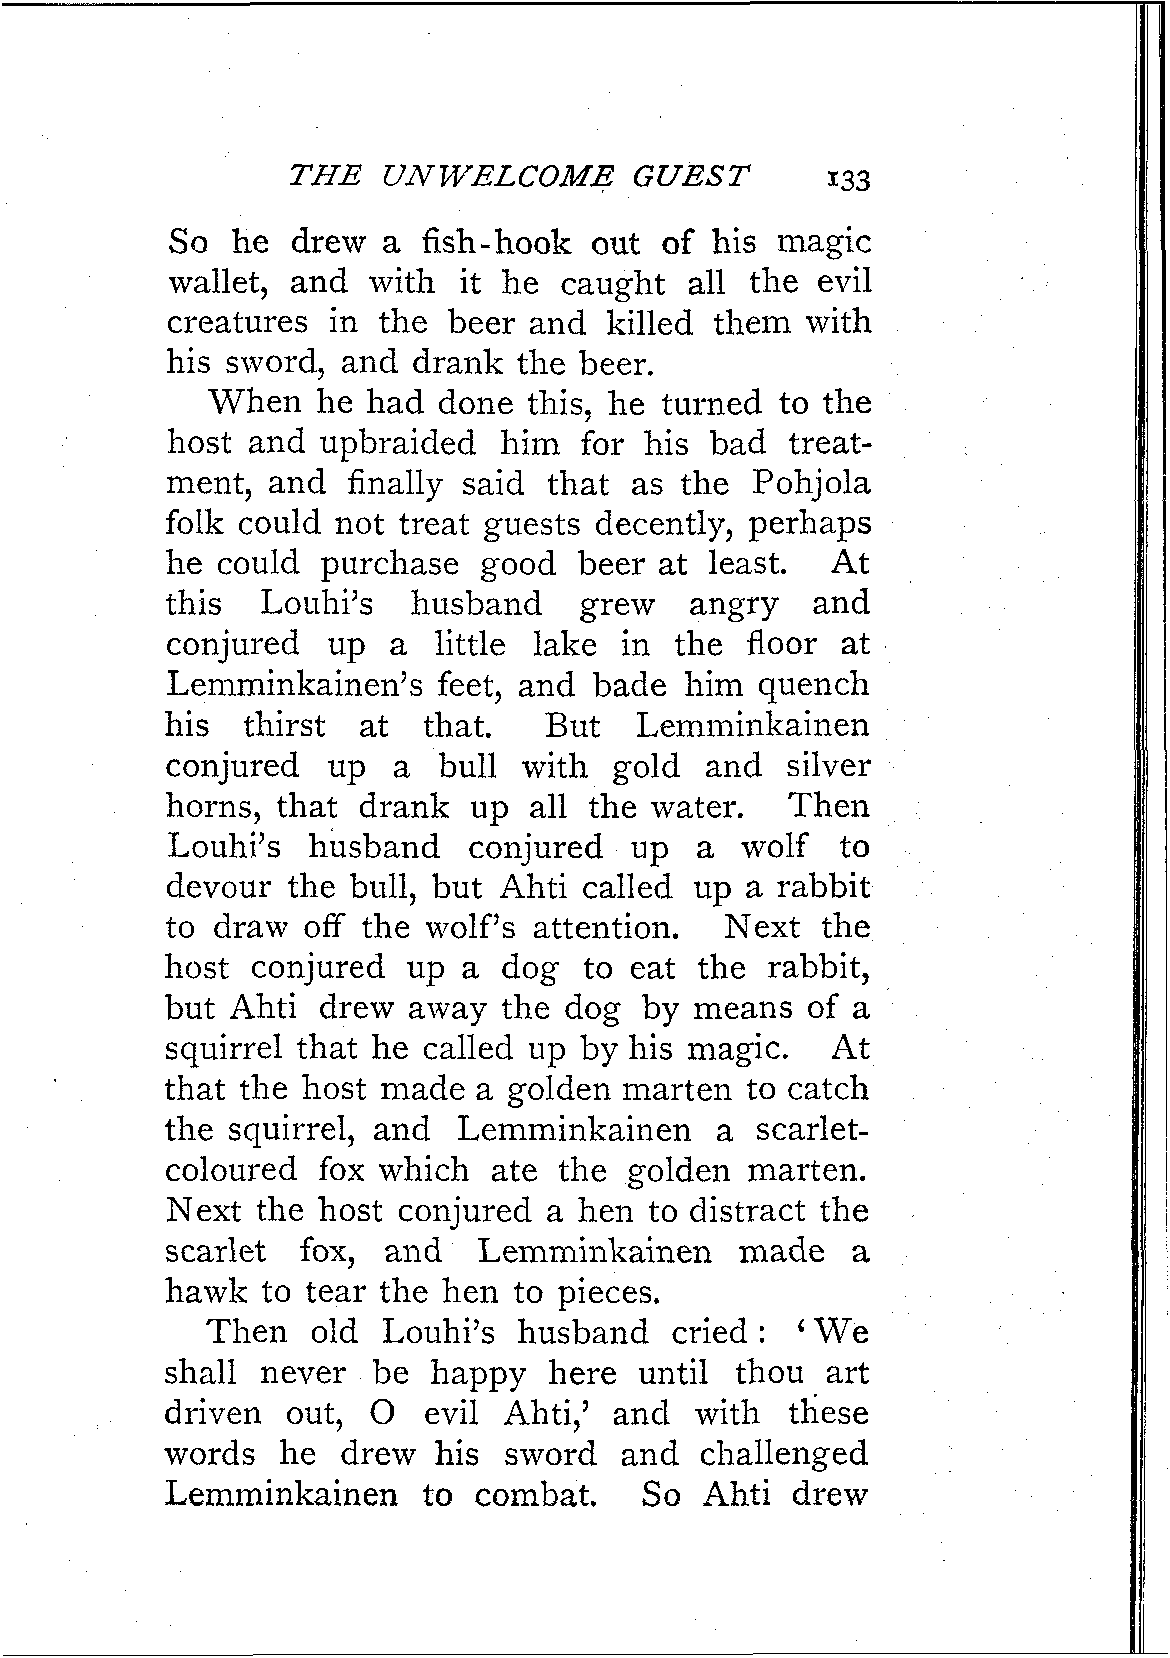 THE UNWELCOME GUEST 133
So he drew a fish-hook out of his magic
wallet, and with it he caught all the evil
creatures in the beer and killed them with
his sword, and drank the beer.
When he had done this, he turned to the
host and upbraided him for his bad treat-
ment, and finally said that as the Pohjola
folk could not treat guests decently, perhaps
he could purchase good beer at least. At
this Louhi's husband grew angry and
conjured up a little lake in the floor at
Lemminkainen's feet, and bade him quench
his thirst at that. But Lemminkainen
conjured up a bull with gold and silver
horns, that drank up all the water. Then
Louhi's husband conjured up a wolf to
devour the bull, but Ahti called up a rabbit
to draw off the wolf's attention. Next the
host conjured up a dog to eat the rabbit,
but Ahti drew away the dog by means of a
squirrel that he called up by his magic. At
that the host made a golden marten to catch
the squirrel, and Lemminkainen a scarlet-
coloured fox which ate the golden marten.
Next the host conjured a hen to distract the
scarlet fox, and Lemminkainen made a
hawk to tear the hen to pieces.
Then old Louhi's husband cried: 'We
shall never be happy here until thou art
driven out, O evil Ahti,' and with these
words he drew his sword and challenged
Lemminkainen to combat. So Ahti drew